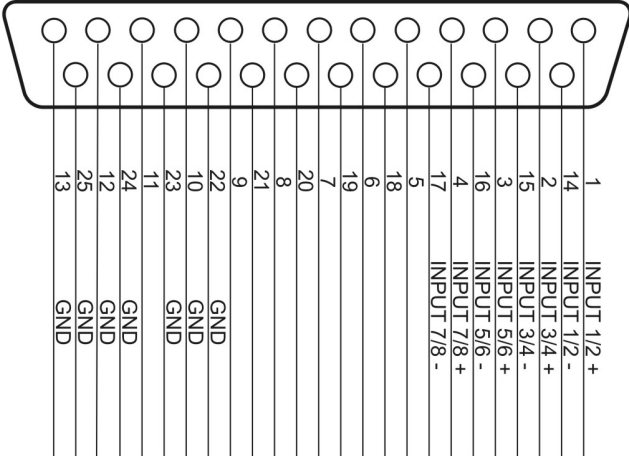 1 INPUT 1/2 +
14 INPUT 1/2 -
2 INPUT 3/4 +
15 INPUT 3/4 -
3 INPUT 5/6 +
16 INPUT 5/6 -
4 INPUT 7/8 +
17 INPUT 7/8 -
5
18
6
19
7
20
8
21
9
22 GND
10 GND
23 GND
11
24 GND
12 GND
25 GND
13 GND